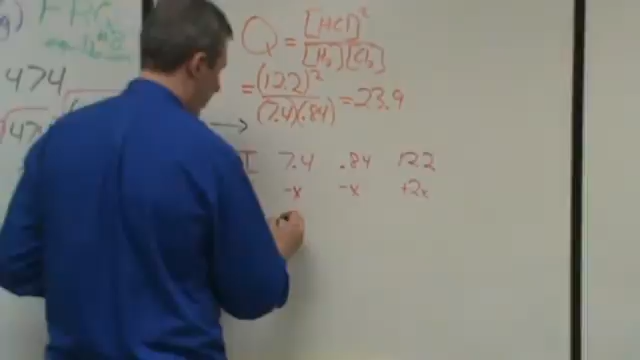 474
√474
Q = [HCl]²
[H₂][Cl₂]
= (12.2)²
(7.4)(.84)
= 23.9
→
I 7.4 .84 12.2
-x -x +2x